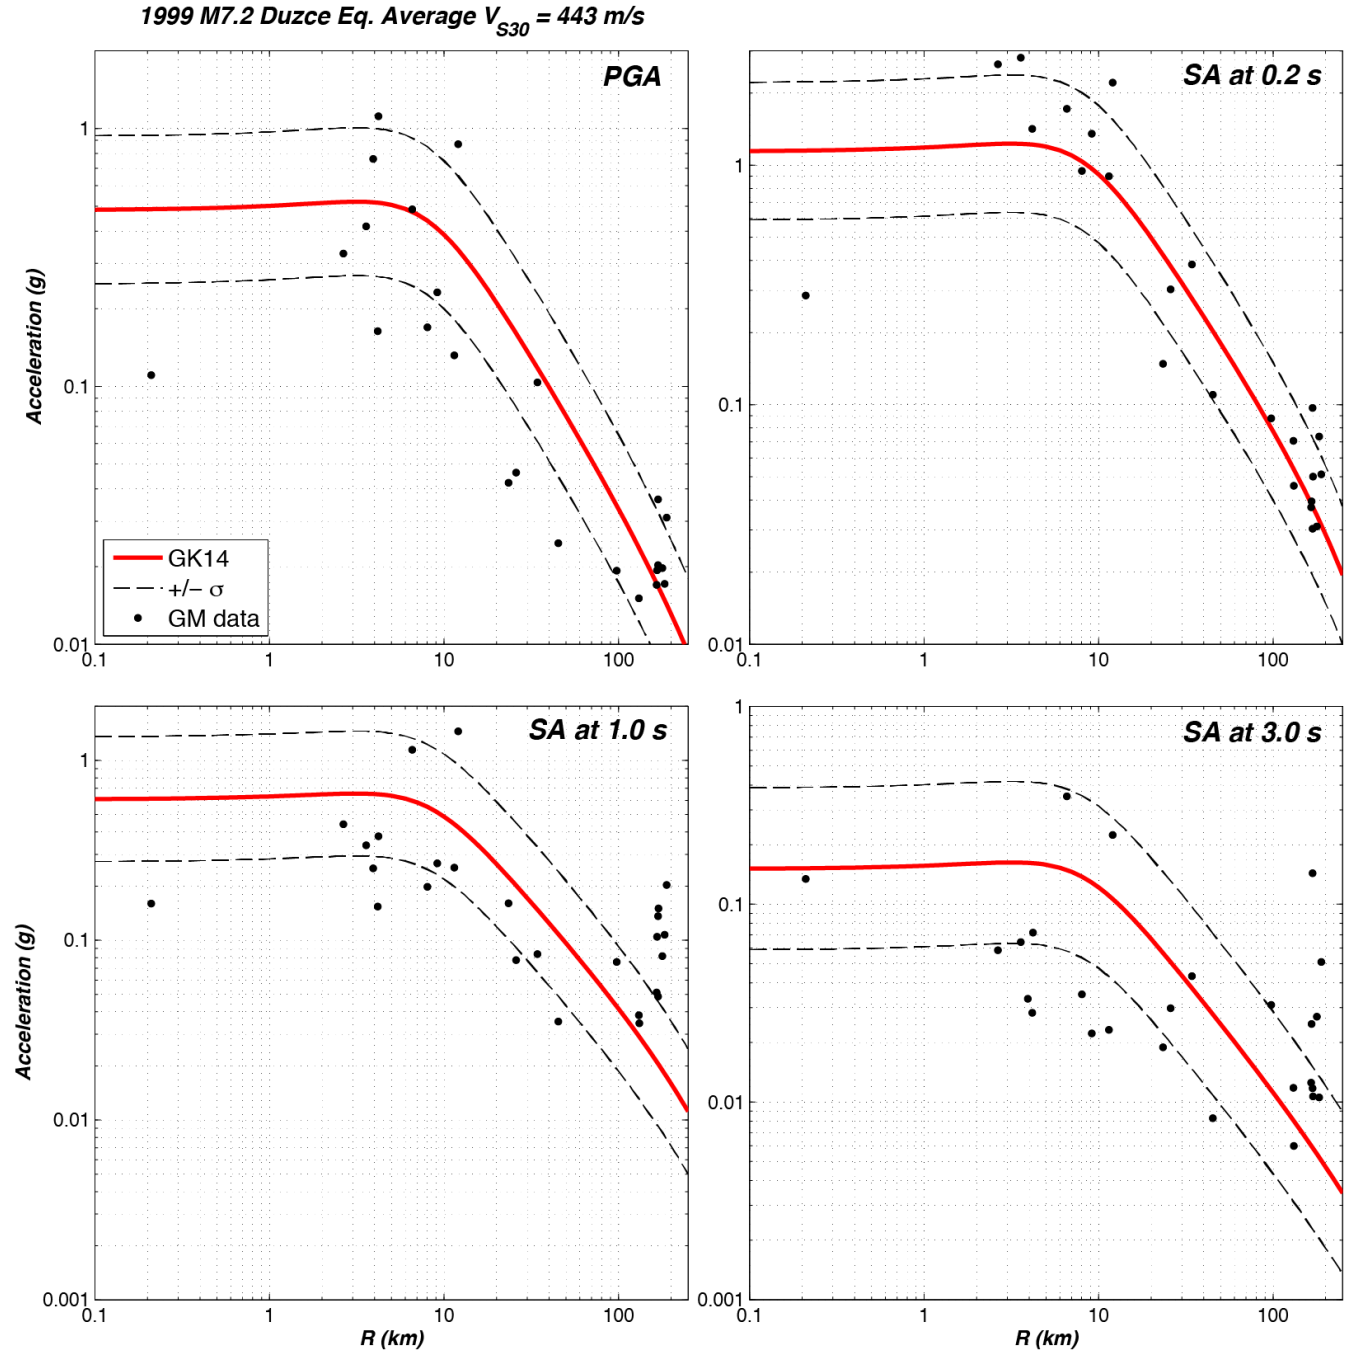 1999 M7.2 Duzce Eq. Average V_S30 = 443 m/s
PGA
1
0.1
0.01
Acceleration (g)
GK14
+/− σ
GM data
0.1 1 10 100
SA at 0.2 s
1
0.1
0.01
0.1 1 10 100
SA at 1.0 s
1
0.1
0.01
0.001
Acceleration (g)
0.1 1 10 100
R (km)
SA at 3.0 s
1
0.1
0.01
0.001
0.1 1 10 100
R (km)